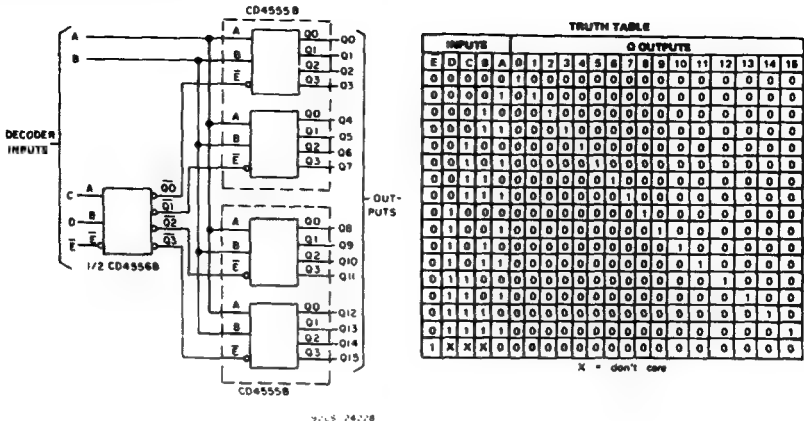 CD4555B
A
B
DECODER
INPUTS
C
D
E
A
B
E
Q0
Q1
Q2
Q3
1/2 CD4556B
A
B
E
Q0
Q1
Q2
Q3
Q0
Q1
Q2
Q3
A
B
E
Q0
Q1
Q2
Q3
Q4
Q5
Q6
Q7
A
B
E
Q0
Q1
Q2
Q3
Q8
Q9
Q10
Q11
A
B
E
Q0
Q1
Q2
Q3
Q12
Q13
Q14
Q15
OUT-
PUTS
CD4555B
TRUTH TABLE
INPUTS Q OUTPUTS
E D C B A 0 1 2 3 4 5 6 7 8 9 10 11 12 13 14 15
0 0 0 0 0 1 0 0 0 0 0 0 0 0 0 0 0 0 0 0 0
0 0 0 0 1 0 1 0 0 0 0 0 0 0 0 0 0 0 0 0 0
0 0 0 1 0 0 0 1 0 0 0 0 0 0 0 0 0 0 0 0 0
0 0 0 1 1 0 0 0 1 0 0 0 0 0 0 0 0 0 0 0 0
0 0 1 0 0 0 0 0 0 1 0 0 0 0 0 0 0 0 0 0 0
0 0 1 0 1 0 0 0 0 0 1 0 0 0 0 0 0 0 0 0 0
0 0 1 1 0 0 0 0 0 0 0 1 0 0 0 0 0 0 0 0 0
0 0 1 1 1 0 0 0 0 0 0 0 1 0 0 0 0 0 0 0 0
0 1 0 0 0 0 0 0 0 0 0 0 0 1 0 0 0 0 0 0 0
0 1 0 0 1 0 0 0 0 0 0 0 0 0 1 0 0 0 0 0 0
0 1 0 1 0 0 0 0 0 0 0 0 0 0 0 1 0 0 0 0 0
0 1 0 1 1 0 0 0 0 0 0 0 0 0 0 0 1 0 0 0 0
0 1 1 0 0 0 0 0 0 0 0 0 0 0 0 0 0 1 0 0 0
0 1 1 0 1 0 0 0 0 0 0 0 0 0 0 0 0 0 1 0 0
0 1 1 1 0 0 0 0 0 0 0 0 0 0 0 0 0 0 0 1 0
0 1 1 1 1 0 0 0 0 0 0 0 0 0 0 0 0 0 0 0 1
1 X X X X 0 0 0 0 0 0 0 0 0 0 0 0 0 0 0 0
X = don't care